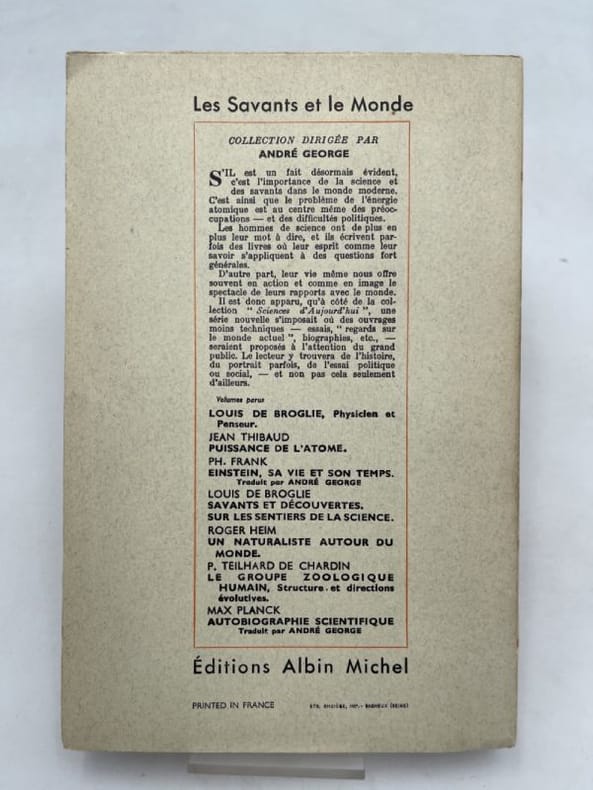 Les Savants et le Monde
COLLECTION DIRIGÉE PAR
ANDRÉ GEORGE
S'IL est un fait désormais évident,
c'est l'importance de la science et
des savants dans le monde moderne.
C'est ainsi que le problème de l'énergie
atomique est au centre même des préoc-
cupations — et des difficultés politiques.
Les hommes de science ont de plus en
plus leur mot à dire, et ils écrivent par-
fois des livres où leur esprit comme leur
savoir s'appliquent à des questions fort
générales.
D'autre part, leur vie même nous offre
souvent en action et comme en image le
spectacle de leurs rapports avec le monde.
Il est donc apparu, qu'à côté de la col-
lection " Sciences d'Aujourd'hui ", une
série nouvelle s'imposait où des ouvrages
moins techniques — essais, " regards sur
le monde actuel ", biographies, etc., —
seraient proposés à l'attention du grand
public. Le lecteur y trouvera de l'histoire,
du portrait parfois, de l'essai politique
ou social, — et non pas cela seulement
d'ailleurs.
Volumes parus
LOUIS DE BROGLIE, Physicien et
Penseur.
JEAN THIBAUD
PUISSANCE DE L'ATOME.
PH. FRANK
EINSTEIN, SA VIE ET SON TEMPS.
Traduit par ANDRÉ GEORGE
LOUIS DE BROGLIE
SAVANTS ET DÉCOUVERTES.
SUR LES SENTIERS DE LA SCIENCE.
ROGER HEIM
UN NATURALISTE AUTOUR DU
MONDE.
P. TEILHARD DE CHARDIN
LE GROUPE ZOOLOGIQUE
HUMAIN, Structure et directions
évolutives.
MAX PLANCK
AUTOBIOGRAPHIE SCIENTIFIQUE
Traduit par ANDRÉ GEORGE
Éditions Albin Michel
PRINTED IN FRANCE
ETS. BUSIÈRE, IMP. - BAGNEUX (SEINE)